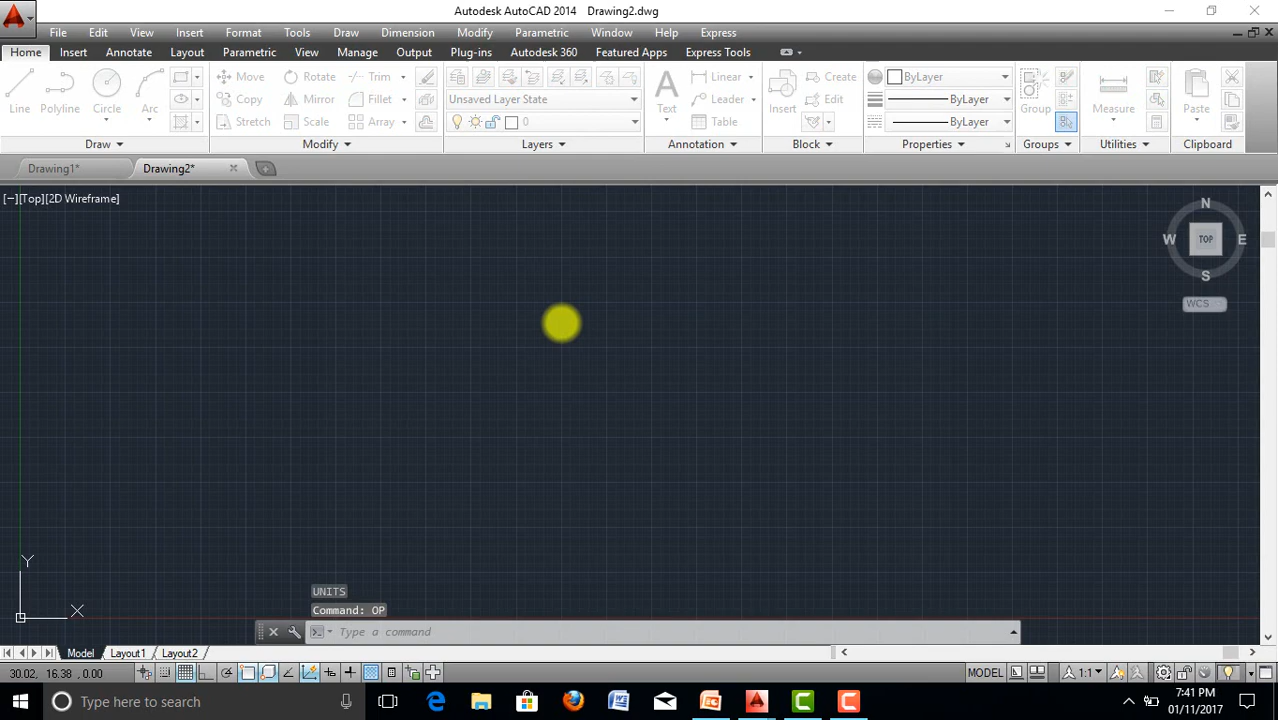 Autodesk AutoCAD 2014 Drawing2.dwg
File Edit View Insert Format Tools Draw Dimension Modify Parametric Window Help Express
Home Insert Annotate Layout Parametric View Manage Output Plug-ins Autodesk 360 Featured Apps Express Tools
Line Polyline Circle Arc
Move Rotate Trim
Copy Mirror Fillet
Stretch Scale Array
Unsaved Layer State
0
Text
Linear
Leader
Table
Insert
Create
Edit
ByLayer
ByLayer
ByLayer
Group
Measure
Paste
Draw Modify Layers Annotation Block Properties Groups Utilities Clipboard
Drawing1* Drawing2*
[−][Top][2D Wireframe]
N
W TOP E
S
WCS
Y
X
UNITS
Command: OP
Type a command
Model Layout1 Layout2
30.02, 16.38 , 0.00
MODEL 1:1
Type here to search
7:41 PM
01/11/2017